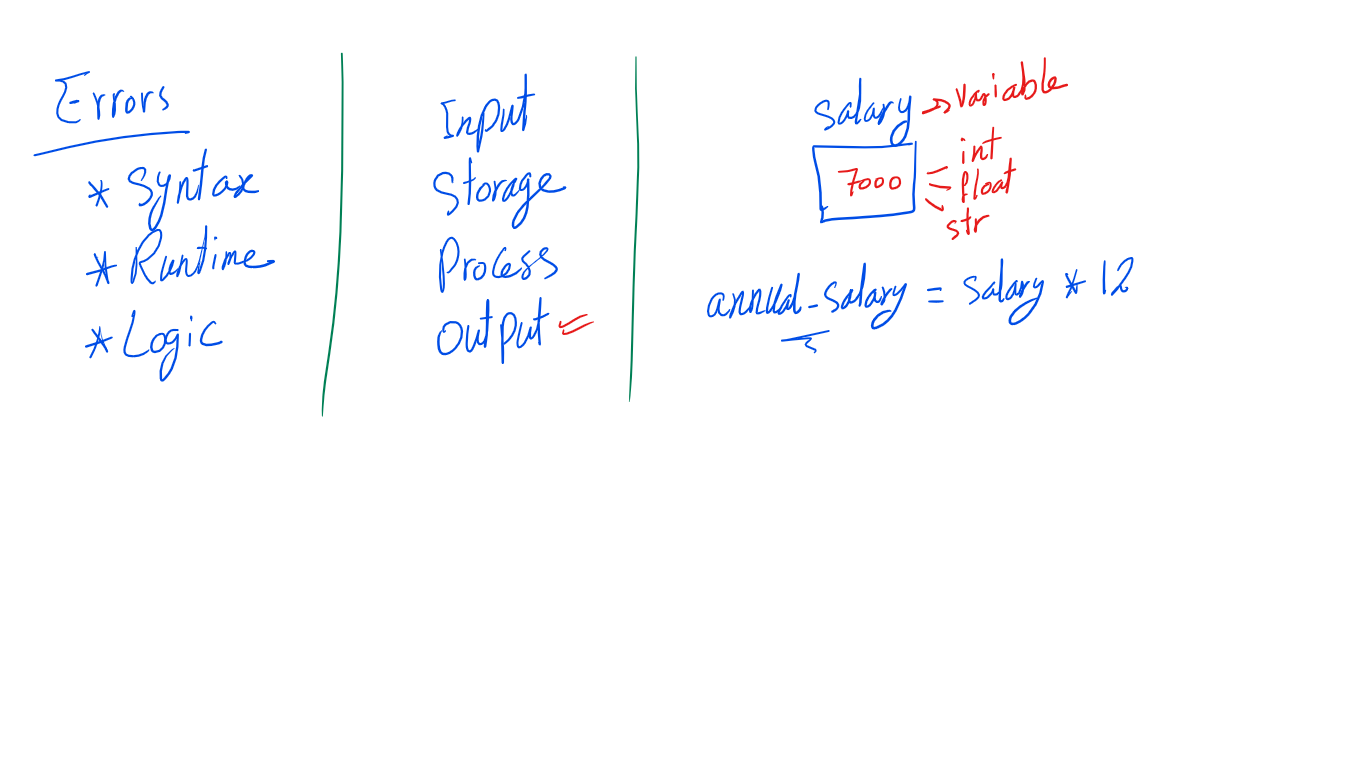 Errors
* Syntax
* Runtime
* Logic
Input
Storage
Process
Output
Salary → Variable
7000
int
float
str
annual_salary = salary * 12